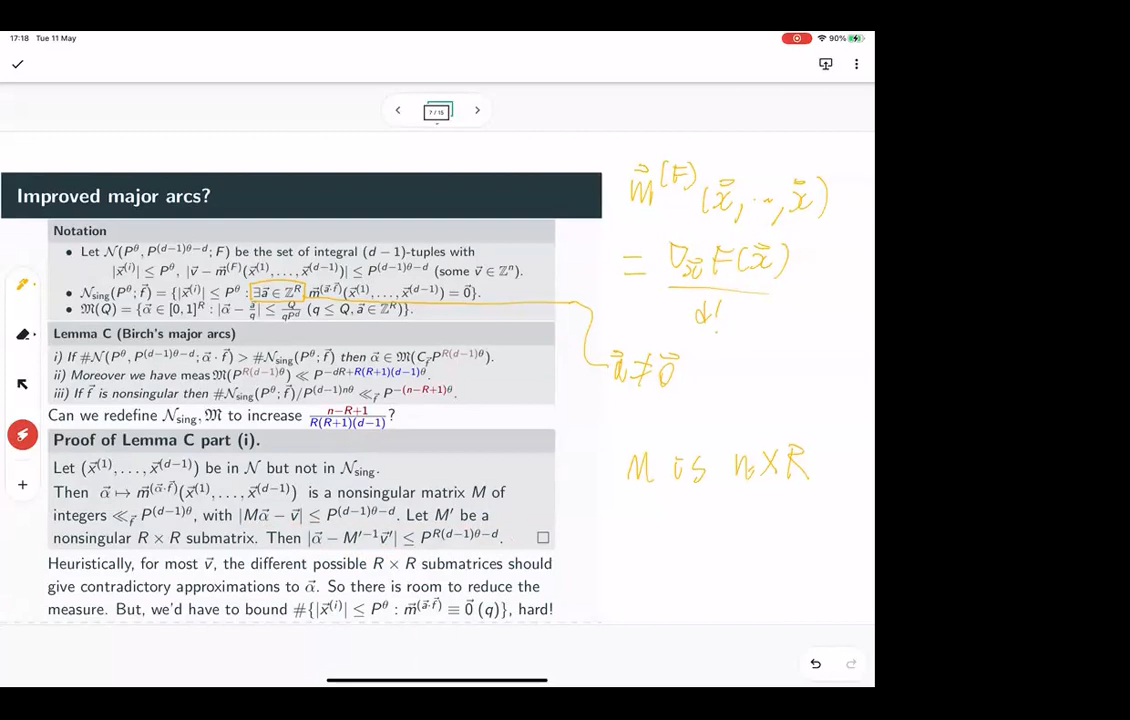 17:18 Tue 11 May
90%
7 / 15
Improved major arcs?
Notation
• Let 𝒩(P^θ, P^{(d−1)θ−d}; F) be the set of integral (d − 1)-tuples with
|x⃗^{(i)}| ≤ P^θ, |v⃗ − m⃗^{(F)}(x⃗^{(1)}, . . . , x⃗^{(d−1)})| ≤ P^{(d−1)θ−d} (some v⃗ ∈ ℤ^n).
• 𝒩_sing(P^θ; f⃗) = {|x⃗^{(i)}| ≤ P^θ : ∃a⃗ ∈ ℤ^R m⃗^{(a⃗·f⃗)}(x⃗^{(1)}, . . . , x⃗^{(d−1)}) = 0⃗}.
• 𝔐(Q) = {α⃗ ∈ [0, 1]^R : |α⃗ − a⃗/q| ≤ Q/(qP^d) (q ≤ Q, a⃗ ∈ ℤ^R)}.
Lemma C (Birch's major arcs)
i) If #𝒩(P^θ, P^{(d−1)θ−d}; α⃗ · f⃗) > #𝒩_sing(P^θ; f⃗) then α⃗ ∈ 𝔐(C_f⃗ P^{R(d−1)θ}).
ii) Moreover we have meas 𝔐(P^{R(d−1)θ}) ≪ P^{−dR+R(R+1)(d−1)θ}.
iii) If f⃗ is nonsingular then #𝒩_sing(P^θ; f⃗)/P^{(d−1)nθ} ≪_f⃗ P^{−(n−R+1)θ}.
Can we redefine 𝒩_sing, 𝔐 to increase (n−R+1)/(R(R+1)(d−1))?
Proof of Lemma C part (i).
Let (x⃗^{(1)}, . . . , x⃗^{(d−1)}) be in 𝒩 but not in 𝒩_sing.
Then α⃗ ↦ m⃗^{(α⃗·f⃗)}(x⃗^{(1)}, . . . , x⃗^{(d−1)}) is a nonsingular matrix M of
integers ≪_f⃗ P^{(d−1)θ}, with |Mα⃗ − v⃗| ≤ P^{(d−1)θ−d}. Let M′ be a
nonsingular R × R submatrix. Then |α⃗ − M′^{−1}v⃗′| ≤ P^{R(d−1)θ−d}. □
Heuristically, for most v⃗, the different possible R × R submatrices should
give contradictory approximations to α⃗. So there is room to reduce the
measure. But, we'd have to bound #{|x⃗^{(i)}| ≤ P^θ : m⃗^{(a⃗·f⃗)} ≡ 0⃗ (q)}, hard!
m⃗^{(F)}(x⃗, ..., x⃗)
= ∇_x⃗ F(x⃗)
d!
a⃗ ≠ 0⃗
M is n×R